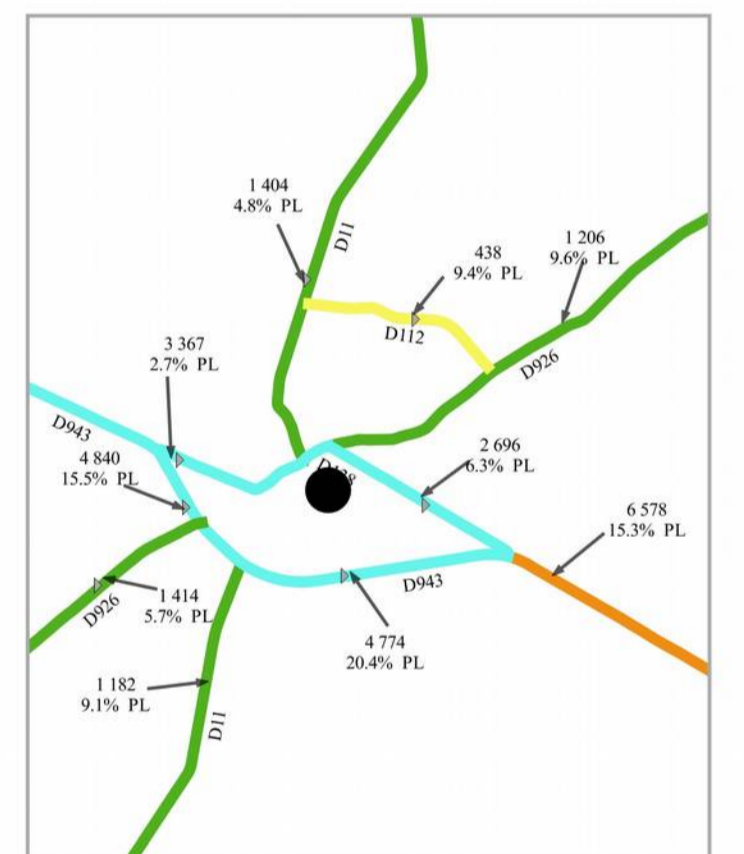 1 404
4.8% PL
D11
438
9.4% PL
1 206
9.6% PL
D112
D926
3 367
2.7% PL
D943
4 840
15.5% PL
2 696
6.3% PL
6 578
15.3% PL
D943
1 414
5.7% PL
D926
4 774
20.4% PL
1 182
9.1% PL
D11